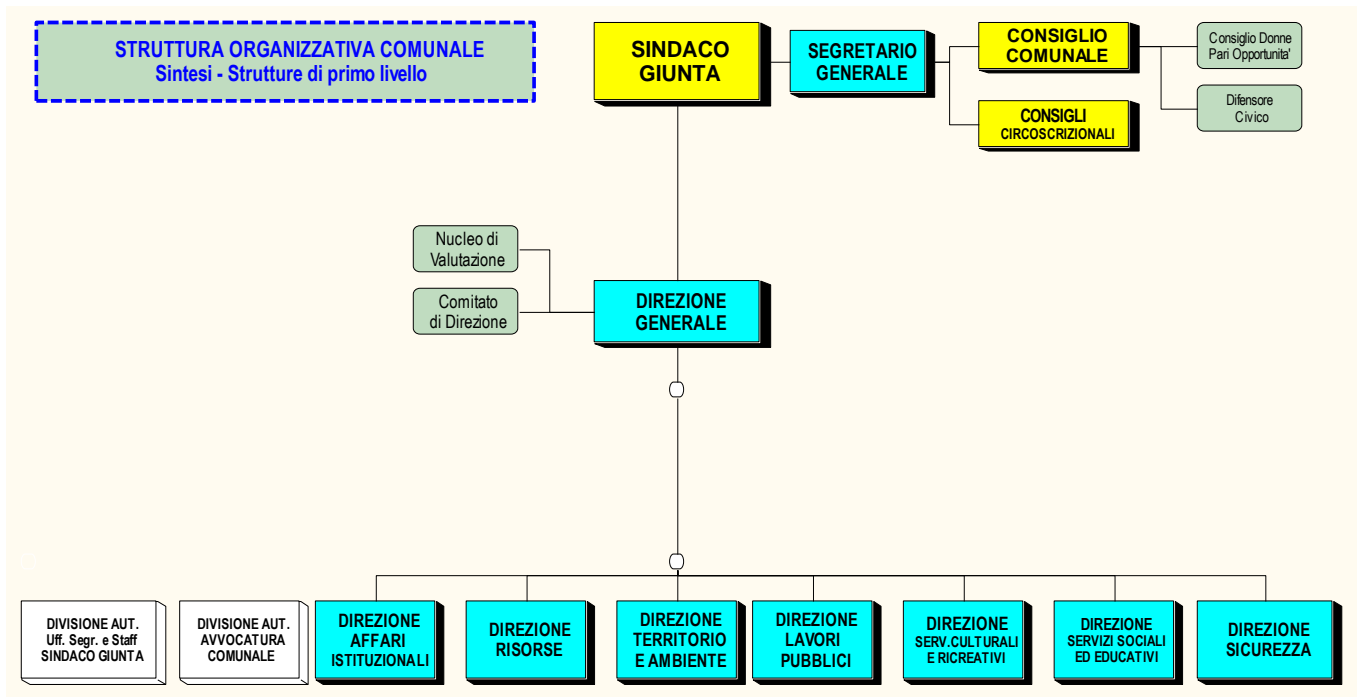 STRUTTURA ORGANIZZATIVA COMUNALE
Sintesi - Strutture di primo livello
SINDACO
GIUNTA
SEGRETARIO
GENERALE
CONSIGLIO
COMUNALE
Consiglio Donne
Pari Opportunita'
Difensore
Civico
CONSIGLI
CIRCOSCRIZIONALI
Nucleo di
Valutazione
Comitato
di Direzione
DIREZIONE
GENERALE
DIVISIONE AUT.
Uff. Segr. e Staff
SINDACO GIUNTA
DIVISIONE AUT.
AVVOCATURA
COMUNALE
DIREZIONE
AFFARI
ISTITUZIONALI
DIREZIONE
RISORSE
DIREZIONE
TERRITORIO
E AMBIENTE
DIREZIONE
LAVORI
PUBBLICI
DIREZIONE
SERV.CULTURALI
E RICREATIVI
DIREZIONE
SERVIZI SOCIALI
ED EDUCATIVI
DIREZIONE
SICUREZZA